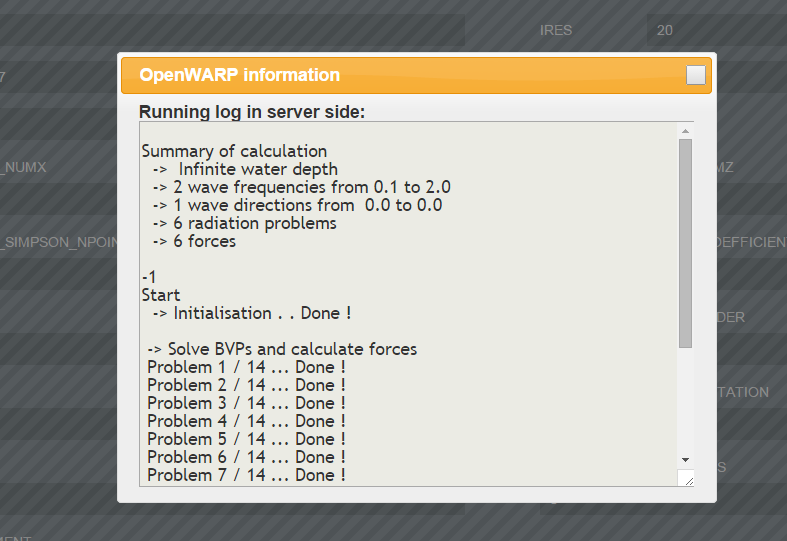 IRES 20
OpenWARP information
7
Running log in server side:
Summary of calculation
-> Infinite water depth
_NUMX
MZ
-> 2 wave frequencies from 0.1 to 2.0
-> 1 wave directions from 0.0 to 0.0
-> 6 radiation problems
-> 6 forces
_SIMPSON_NPOIN
OEFFICIEN
-1
Start
-> Initialisation . . Done !
DER
-> Solve BVPs and calculate forces
Problem 1 / 14 ... Done !
Problem 2 / 14 ... Done !
TATION
Problem 3 / 14 ... Done !
Problem 4 / 14 ... Done !
Problem 5 / 14 ... Done !
Problem 6 / 14 ... Done !
S
Problem 7 / 14 ... Done !
MENT